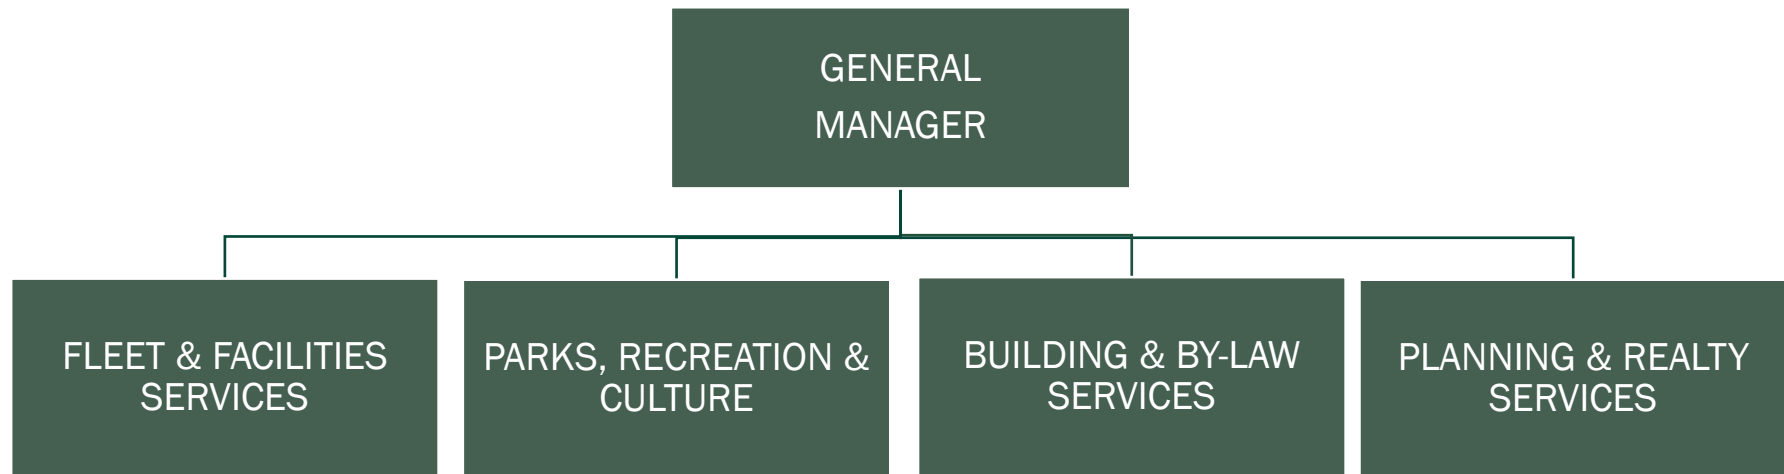 GENERAL
MANAGER
FLEET & FACILITIES
SERVICES
PARKS, RECREATION &
CULTURE
BUILDING & BY-LAW
SERVICES
PLANNING & REALTY
SERVICES